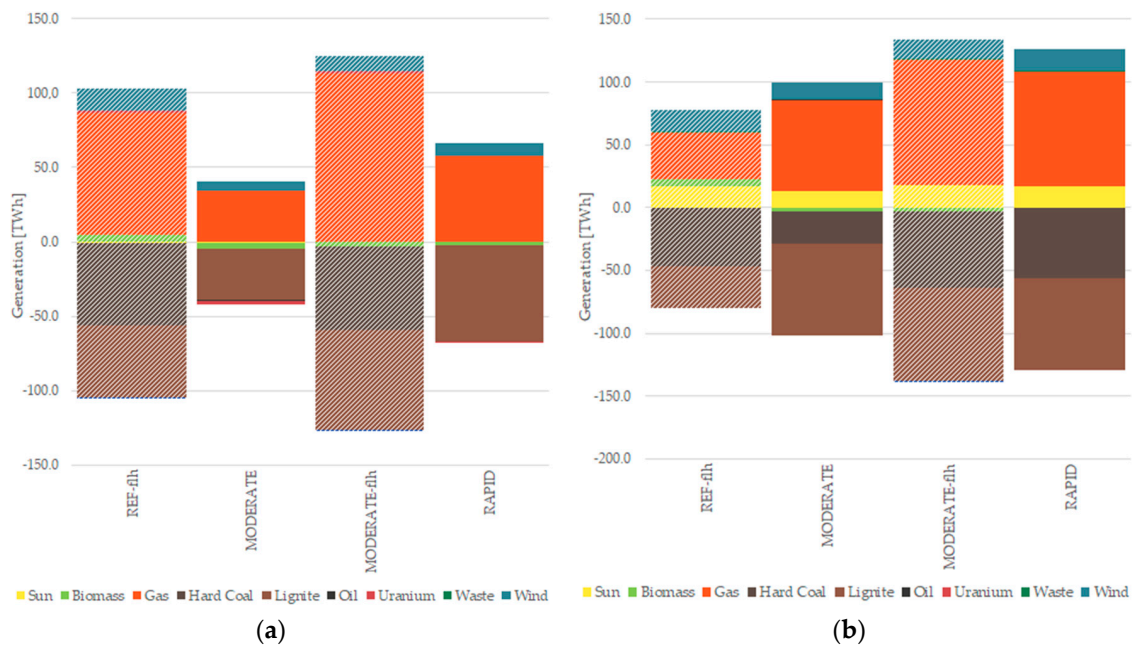 150.0
100.0
50.0
0.0
-50.0
-100.0
-150.0
Generation [TWh]
REF-flh
MODERATE
MODERATE-flh
RAPID
Sun Biomass Gas Hard Coal Lignite Oil Uranium Waste Wind
(a)
150.0
100.0
50.0
0.0
-50.0
-100.0
-150.0
-200.0
Generation [TWh]
REF-flh
MODERATE
MODERATE-flh
RAPID
Sun Biomass Gas Hard Coal Lignite Oil Uranium Waste Wind
(b)